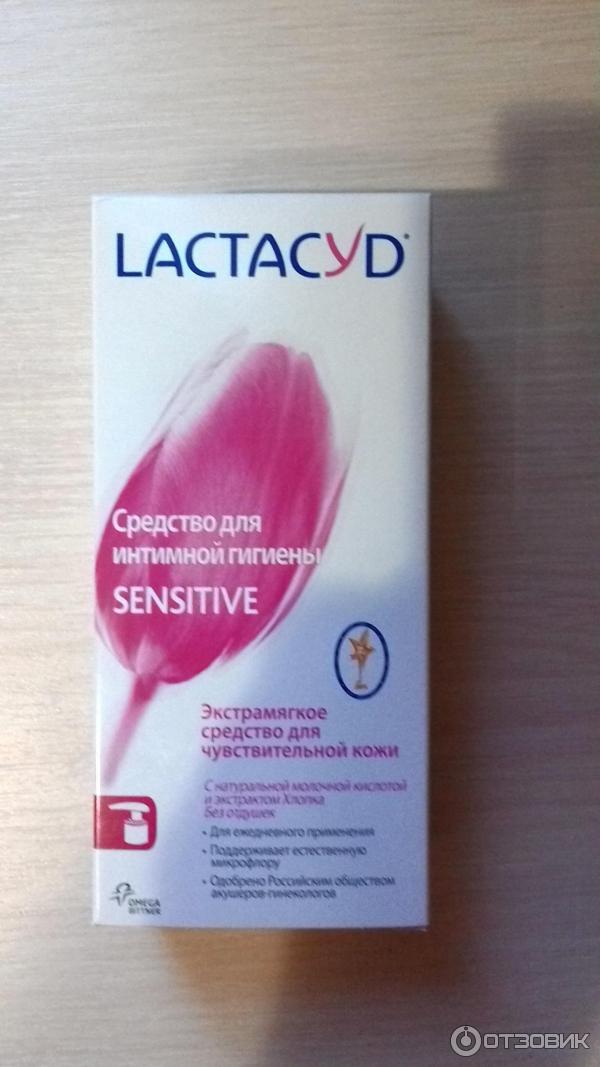 LACTACYD
Средство для
интимной гигиены
SENSITIVE
Экстрамягкое
средство для
чувствительной кожи
С натуральной молочной кислотой
и экстрактом Хлопка
Без отдушек
• Для ежедневного применения
• Поддерживает естественную
микрофлору
• Одобрено Российским обществом
акушеров-гинекологов
OMEGA
BITTNER
ОТЗОВИК